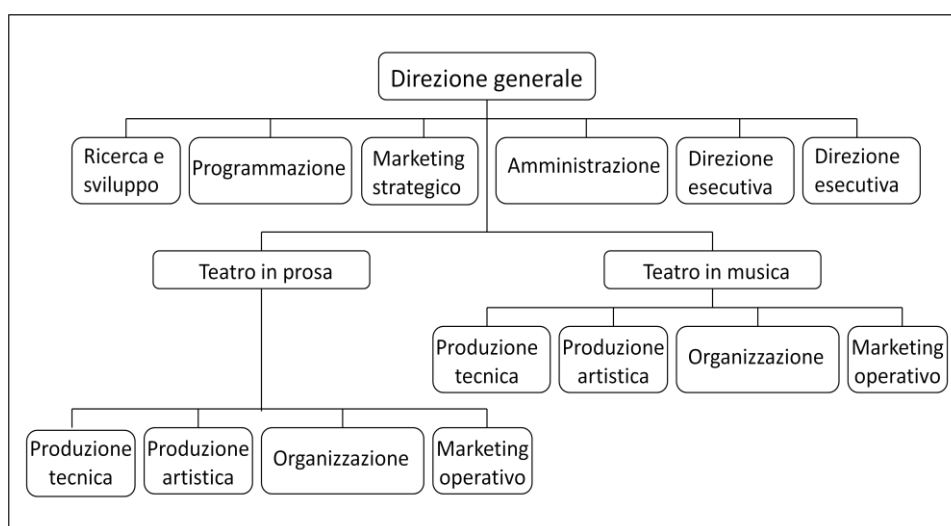 Direzione generale
Ricerca e
sviluppo
Programmazione
Marketing
strategico
Amministrazione
Direzione
esecutiva
Direzione
esecutiva
Teatro in prosa
Teatro in musica
Produzione
tecnica
Produzione
artistica
Organizzazione
Marketing
operativo
Produzione
tecnica
Produzione
artistica
Organizzazione
Marketing
operativo